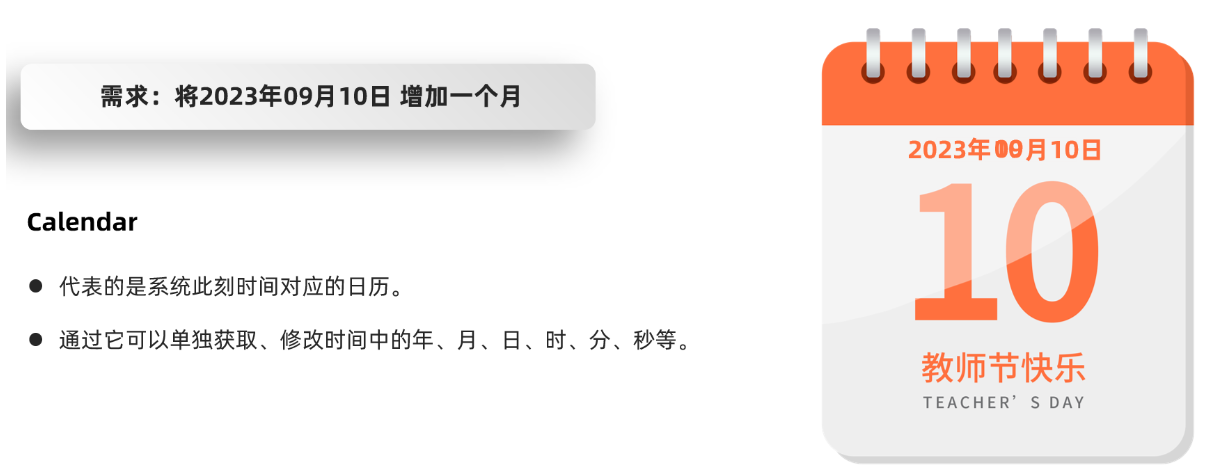 需求：将2023年09月10日 增加一个月
Calendar
● 代表的是系统此刻时间对应的日历。
● 通过它可以单独获取、修改时间中的年、月、日、时、分、秒等。
2023年 月10日
10
教师节快乐
TEACHER’S DAY